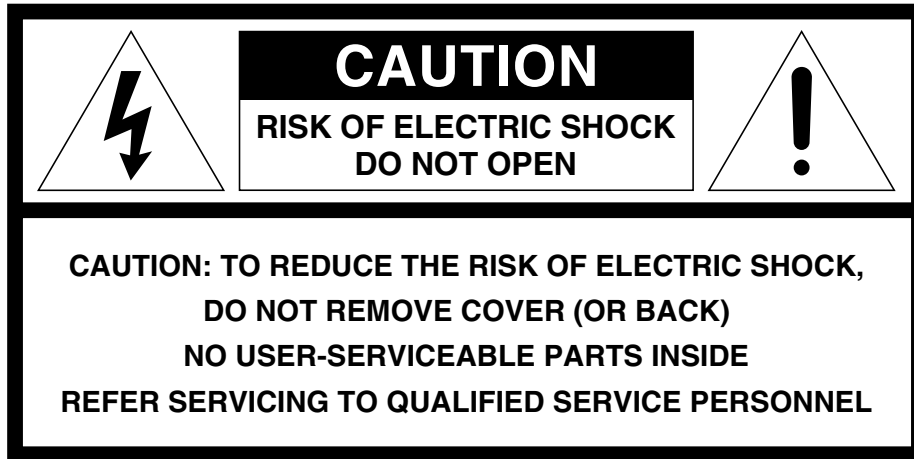 CAUTION
RISK OF ELECTRIC SHOCK
DO NOT OPEN
CAUTION: TO REDUCE THE RISK OF ELECTRIC SHOCK,
DO NOT REMOVE COVER (OR BACK)
NO USER-SERVICEABLE PARTS INSIDE
REFER SERVICING TO QUALIFIED SERVICE PERSONNEL